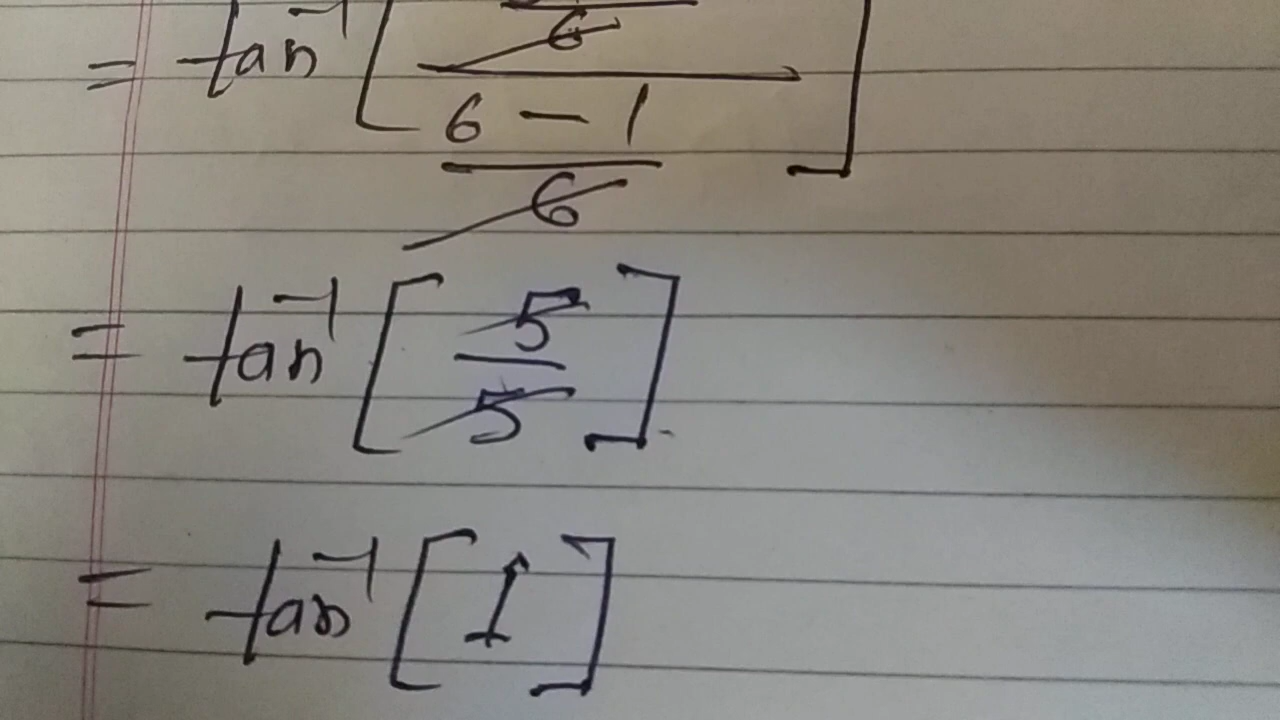 = tan⁻¹ [ 6
6 - 1
6 ]
= tan⁻¹ [ 5
5 ]
= tan⁻¹ [ 1 ]